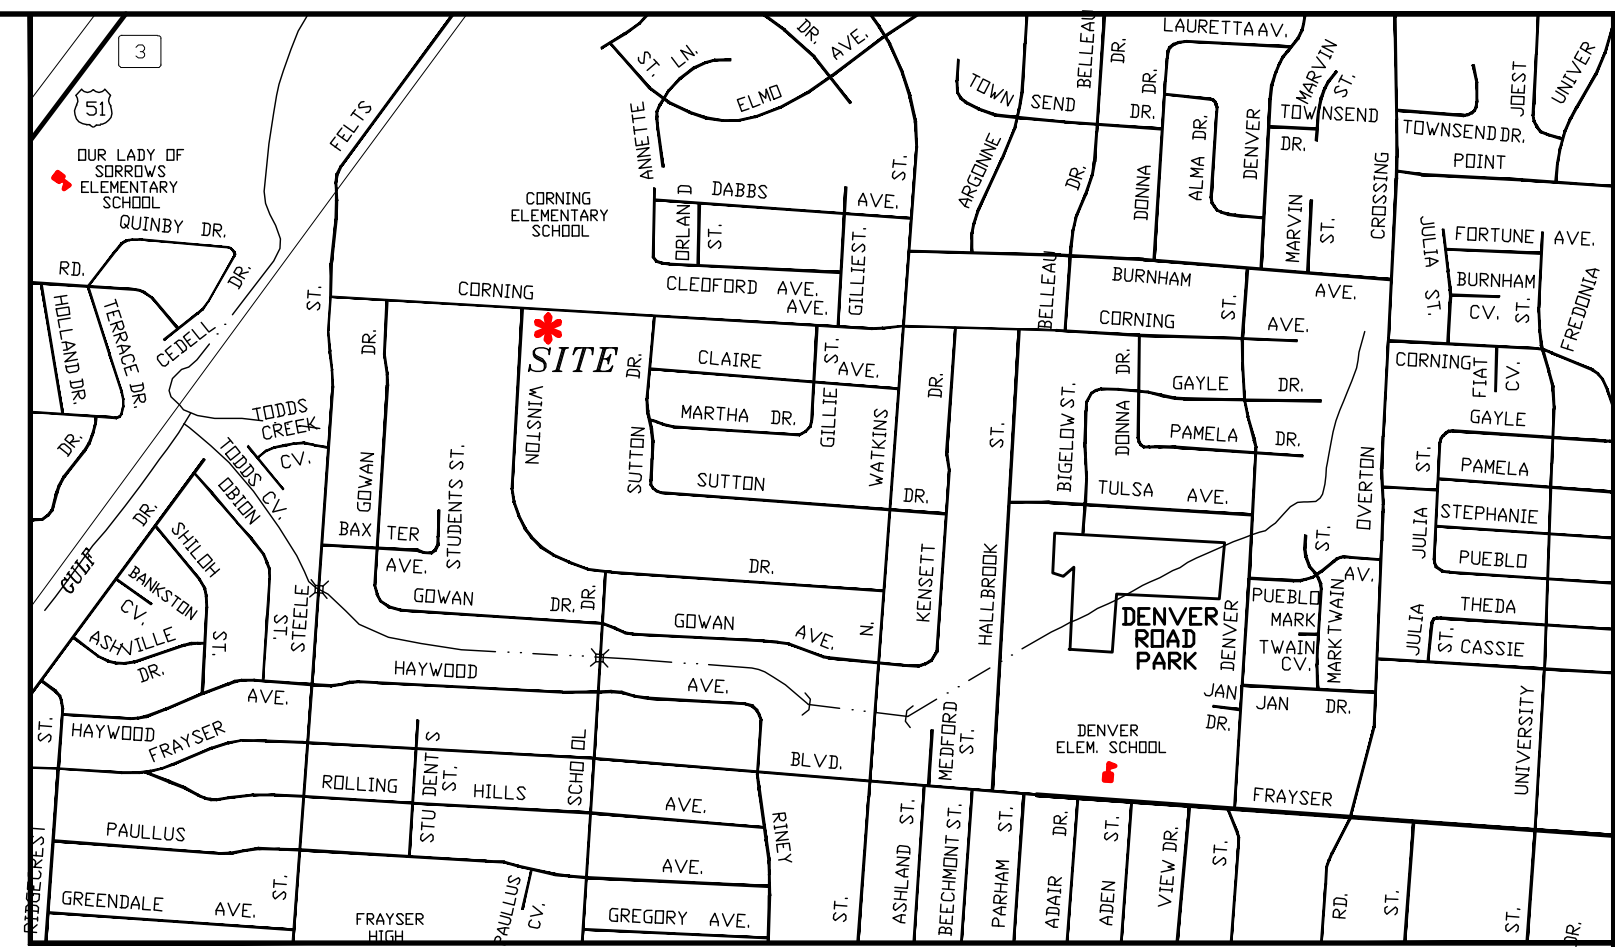 3
51
OUR LADY OF
SORROWS
ELEMENTARY
SCHOOL
QUINBY DR.
RD.
HOLLAND DR.
TERRACE DR.
CEDELL
DR.
FELTS
ST.
DR.
GULF
DR.
TODDS
CREEK
CV.
TODDS CV.
OBION
ST.
SHILOH
ST.
BANKSTON
CV.
ASHVILLE
DR.
STEELE
ST.
CORNING
ELEMENTARY
SCHOOL
ST.
LN.
ANNETTE
ELMO
AVE.
DR.
DABBS
AVE.
ST.
ORLAND
ST.
CLEOFORD AVE.
GILLIE ST.
CORNING
AVE.
SITE
DR.
GOWAN
WINSTON
DR.
STUDENTS ST.
BAX TER
AVE.
GOWAN
DR.
DR.
SUTTON
DR.
CLAIRE
AVE.
ST.
GILLIE
MARTHA DR.
SUTTON
DR.
WATKINS
N.
GOWAN
AVE.
DR.
KENSETT
ST.
HALLBROOK
HAYWOOD
AVE.
HAYWOOD
AVE.
FRAYSER
BLVD.
ST.
RIDGECREST
ROLLING
HILLS
AVE.
STUDENTS
ST.
STU
SCHOOL
PAULLUS
AVE.
PAULLUS
CV.
GREENDALE
AVE.
ST.
FRAYSER
HIGH
GREGORY AVE.
RINEY
ST.
MEDFORD
ST.
ASHLAND ST.
BEECHMONT ST.
PARHAM ST.
ADAIR DR.
ADEN ST.
VIEW DR.
ST.
FRAYSER
RD.
ST.
ST.
DR.
DENVER
ELEM. SCHOOL
DENVER
ROAD
PARK
TOWN SEND
DR.
ARGONNE
BELLEAU
DR.
DR.
BELLEAU
LAURETTA AV.
DR.
DONNA
ALMA DR.
DENVER
MARVIN
ST.
TOWNSEND
DR.
MARVIN
ST.
CROSSING
BURNHAM
AVE.
ST.
CORNING
AVE.
DR.
DONNA
GAYLE DR.
PAMELA DR.
BIGELOW ST.
TULSA AVE.
DENVER
PUEBLO
AV.
ST.
MARK TWAIN
MARK
TWAIN
CV.
JAN
DR.
JAN DR.
OVERTON
JOEST
UNIVER
TOWNSEND DR.
POINT
JULIA
ST.
FORTUNE AVE.
BURNHAM
CV.
ST.
FREDONIA
CORNING
FIAT
CV.
GAYLE
PAMELA
STEPHANIE
PUEBLO
ST.
JULIA
THEDA
CASSIE
JULIA
ST.
UNIVERSITY